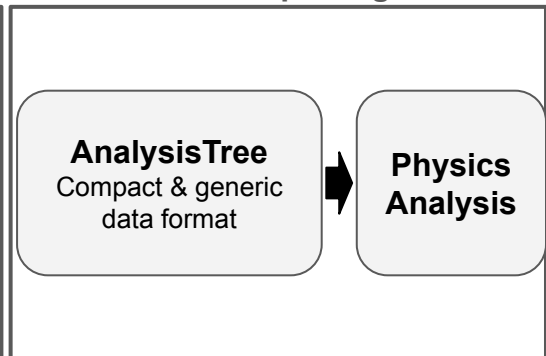 AnalysisTree
Compact & generic
data format
Physics
Analysis